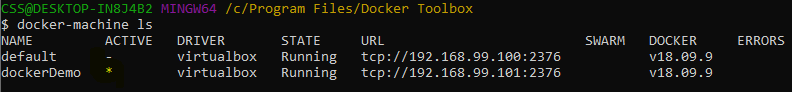 CSS@DESKTOP-IN8J4B2 MINGW64 /c/Program Files/Docker Toolbox
$ docker-machine ls
NAME ACTIVE DRIVER STATE URL SWARM DOCKER ERRORS
default - virtualbox Running tcp://192.168.99.100:2376 v18.09.9
dockerDemo * virtualbox Running tcp://192.168.99.101:2376 v18.09.9